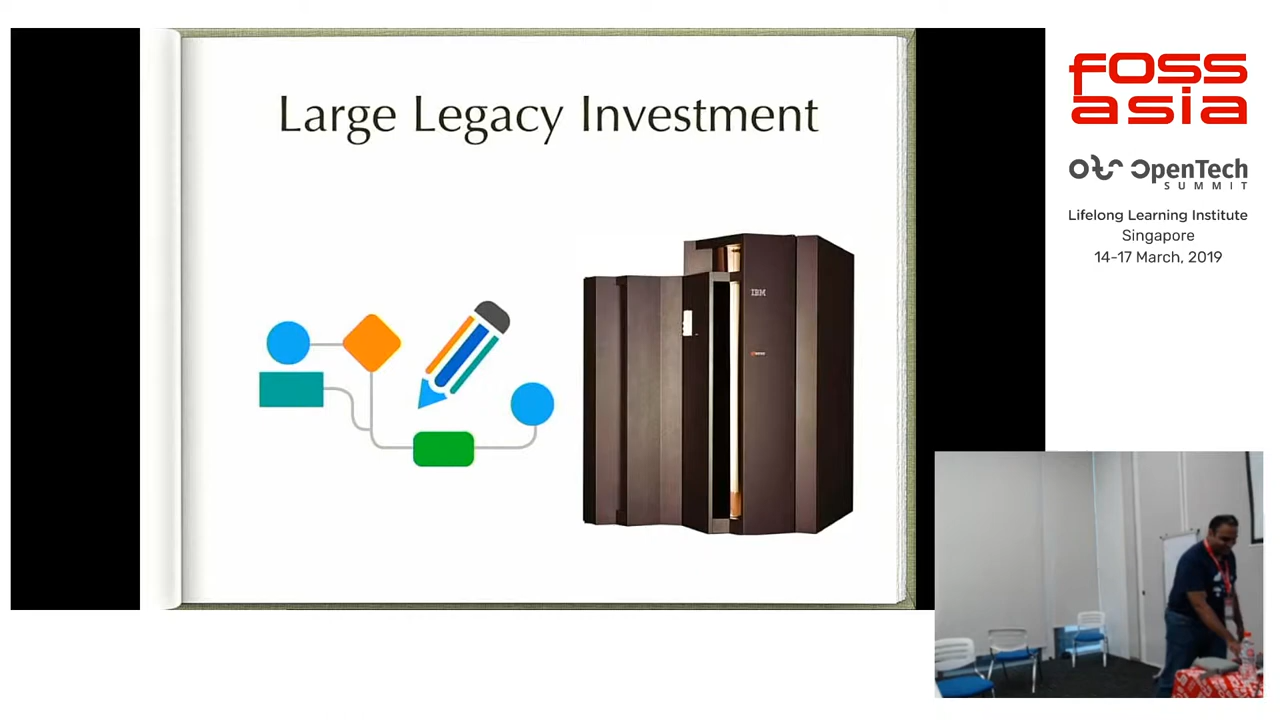 Large Legacy Investment
IBM
foss
asia
OpenTech
SUMMIT
Lifelong Learning Institute
Singapore
14-17 March, 2019